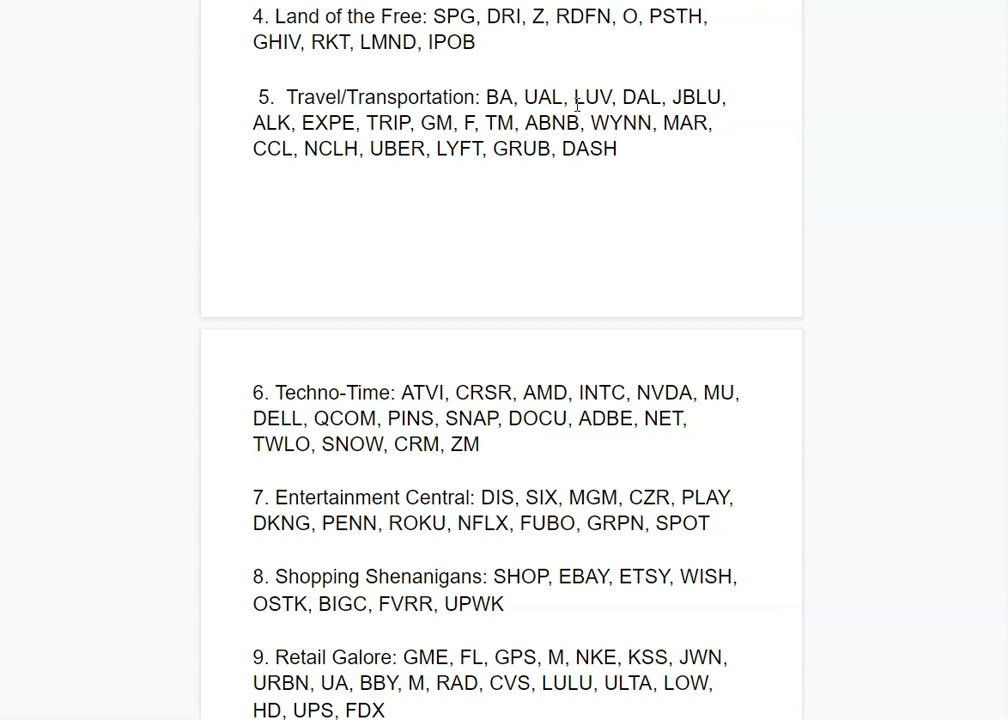 4. Land of the Free: SPG, DRI, Z, RDFN, O, PSTH,
GHIV, RKT, LMND, IPOB
5. Travel/Transportation: BA, UAL, LUV, DAL, JBLU,
ALK, EXPE, TRIP, GM, F, TM, ABNB, WYNN, MAR,
CCL, NCLH, UBER, LYFT, GRUB, DASH
6. Techno-Time: ATVI, CRSR, AMD, INTC, NVDA, MU,
DELL, QCOM, PINS, SNAP, DOCU, ADBE, NET,
TWLO, SNOW, CRM, ZM
7. Entertainment Central: DIS, SIX, MGM, CZR, PLAY,
DKNG, PENN, ROKU, NFLX, FUBO, GRPN, SPOT
8. Shopping Shenanigans: SHOP, EBAY, ETSY, WISH,
OSTK, BIGC, FVRR, UPWK
9. Retail Galore: GME, FL, GPS, M, NKE, KSS, JWN,
URBN, UA, BBY, M, RAD, CVS, LULU, ULTA, LOW,
HD, UPS, FDX